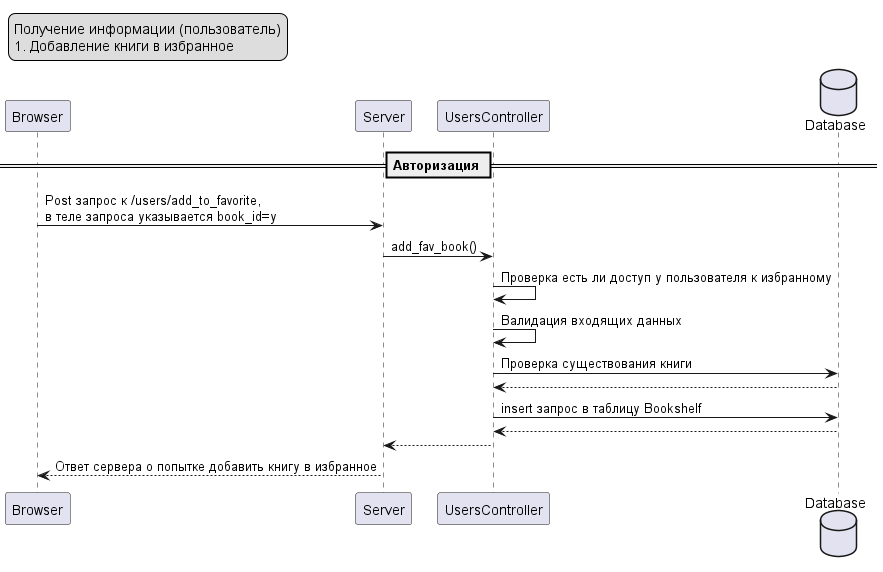 Получение информации (пользователь)
1. Добавление книги в избранное
Database
Browser
Server
UsersController
Авторизация
Post запрос к /users/add_to_favorite,
в теле запроса указывается book_id=y
add_fav_book()
Проверка есть ли доступ у пользователя к избранному
Валидация входящих данных
Проверка существования книги
insert запрос в таблицу Bookshelf
Ответ сервера о попытке добавить книгу в избранное
Browser
Server
UsersController
Database